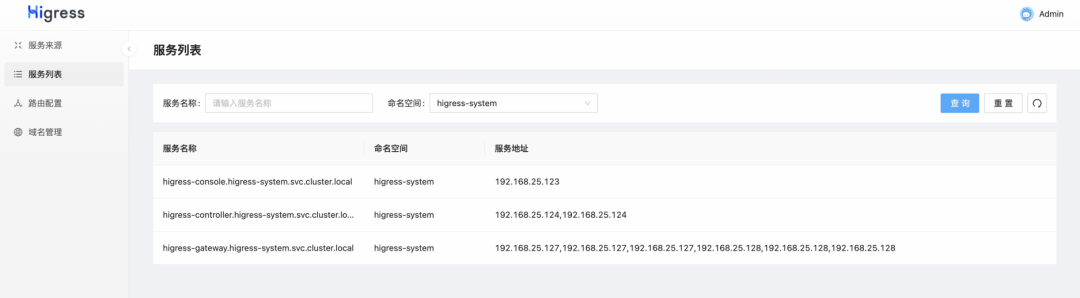 Higress
Admin
服务来源
服务列表
路由配置
域名管理
服务列表
服务名称: 请输入服务名称 命名空间: higress-system 查 询 重 置
服务名称 命名空间 服务地址
higress-console.higress-system.svc.cluster.local higress-system 192.168.25.123
higress-controller.higress-system.svc.cluster.lo... higress-system 192.168.25.124,192.168.25.124
higress-gateway.higress-system.svc.cluster.local higress-system 192.168.25.127,192.168.25.127,192.168.25.127,192.168.25.128,192.168.25.128,192.168.25.128